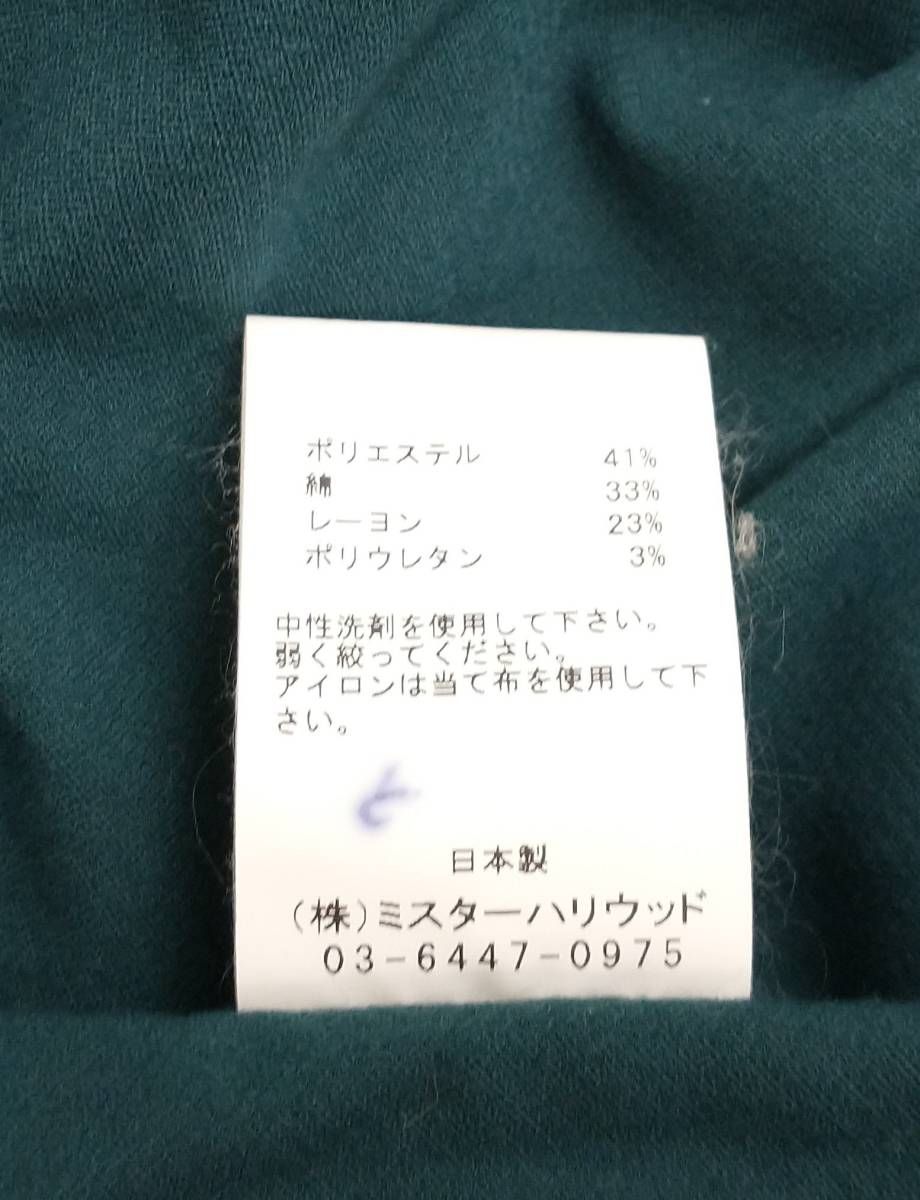 ポリエステル 41%
綿 33%
レーヨン 23%
ポリウレタン 3%
中性洗剤を使用して下さい。
弱く絞ってください。
アイロンは当て布を使用して下
さい。
と
日本製
(株)ミスターハリウッド
03-6447-0975